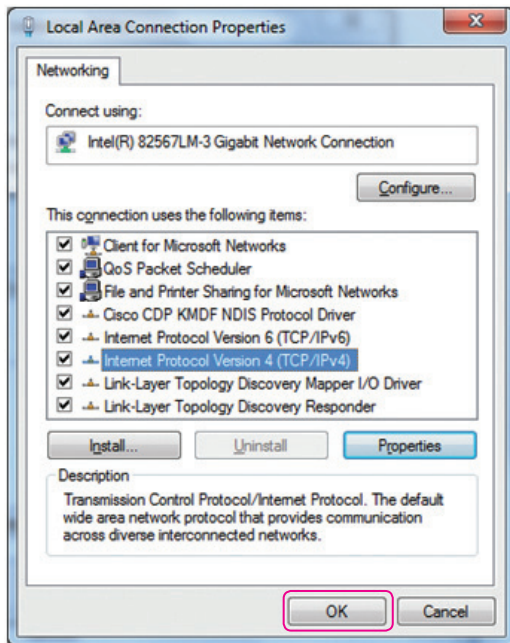 Local Area Connection Properties
Networking
Connect using:
Intel(R) 82567LM-3 Gigabit Network Connection
Configure...
This connection uses the following items:
Client for Microsoft Networks
QoS Packet Scheduler
File and Printer Sharing for Microsoft Networks
Cisco CDP KMDF NDIS Protocol Driver
Internet Protocol Version 6 (TCP/IPv6)
Internet Protocol Version 4 (TCP/IPv4)
Link-Layer Topology Discovery Mapper I/O Driver
Link-Layer Topology Discovery Responder
Install... Uninstall Properties
Description
Transmission Control Protocol/Internet Protocol. The default
wide area network protocol that provides communication
across diverse interconnected networks.
OK Cancel